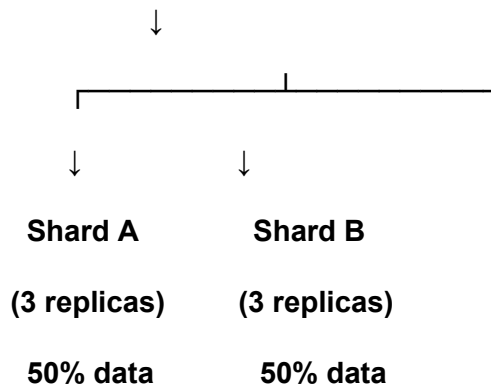 ↓
↓ ↓
Shard A Shard B
(3 replicas) (3 replicas)
50% data 50% data